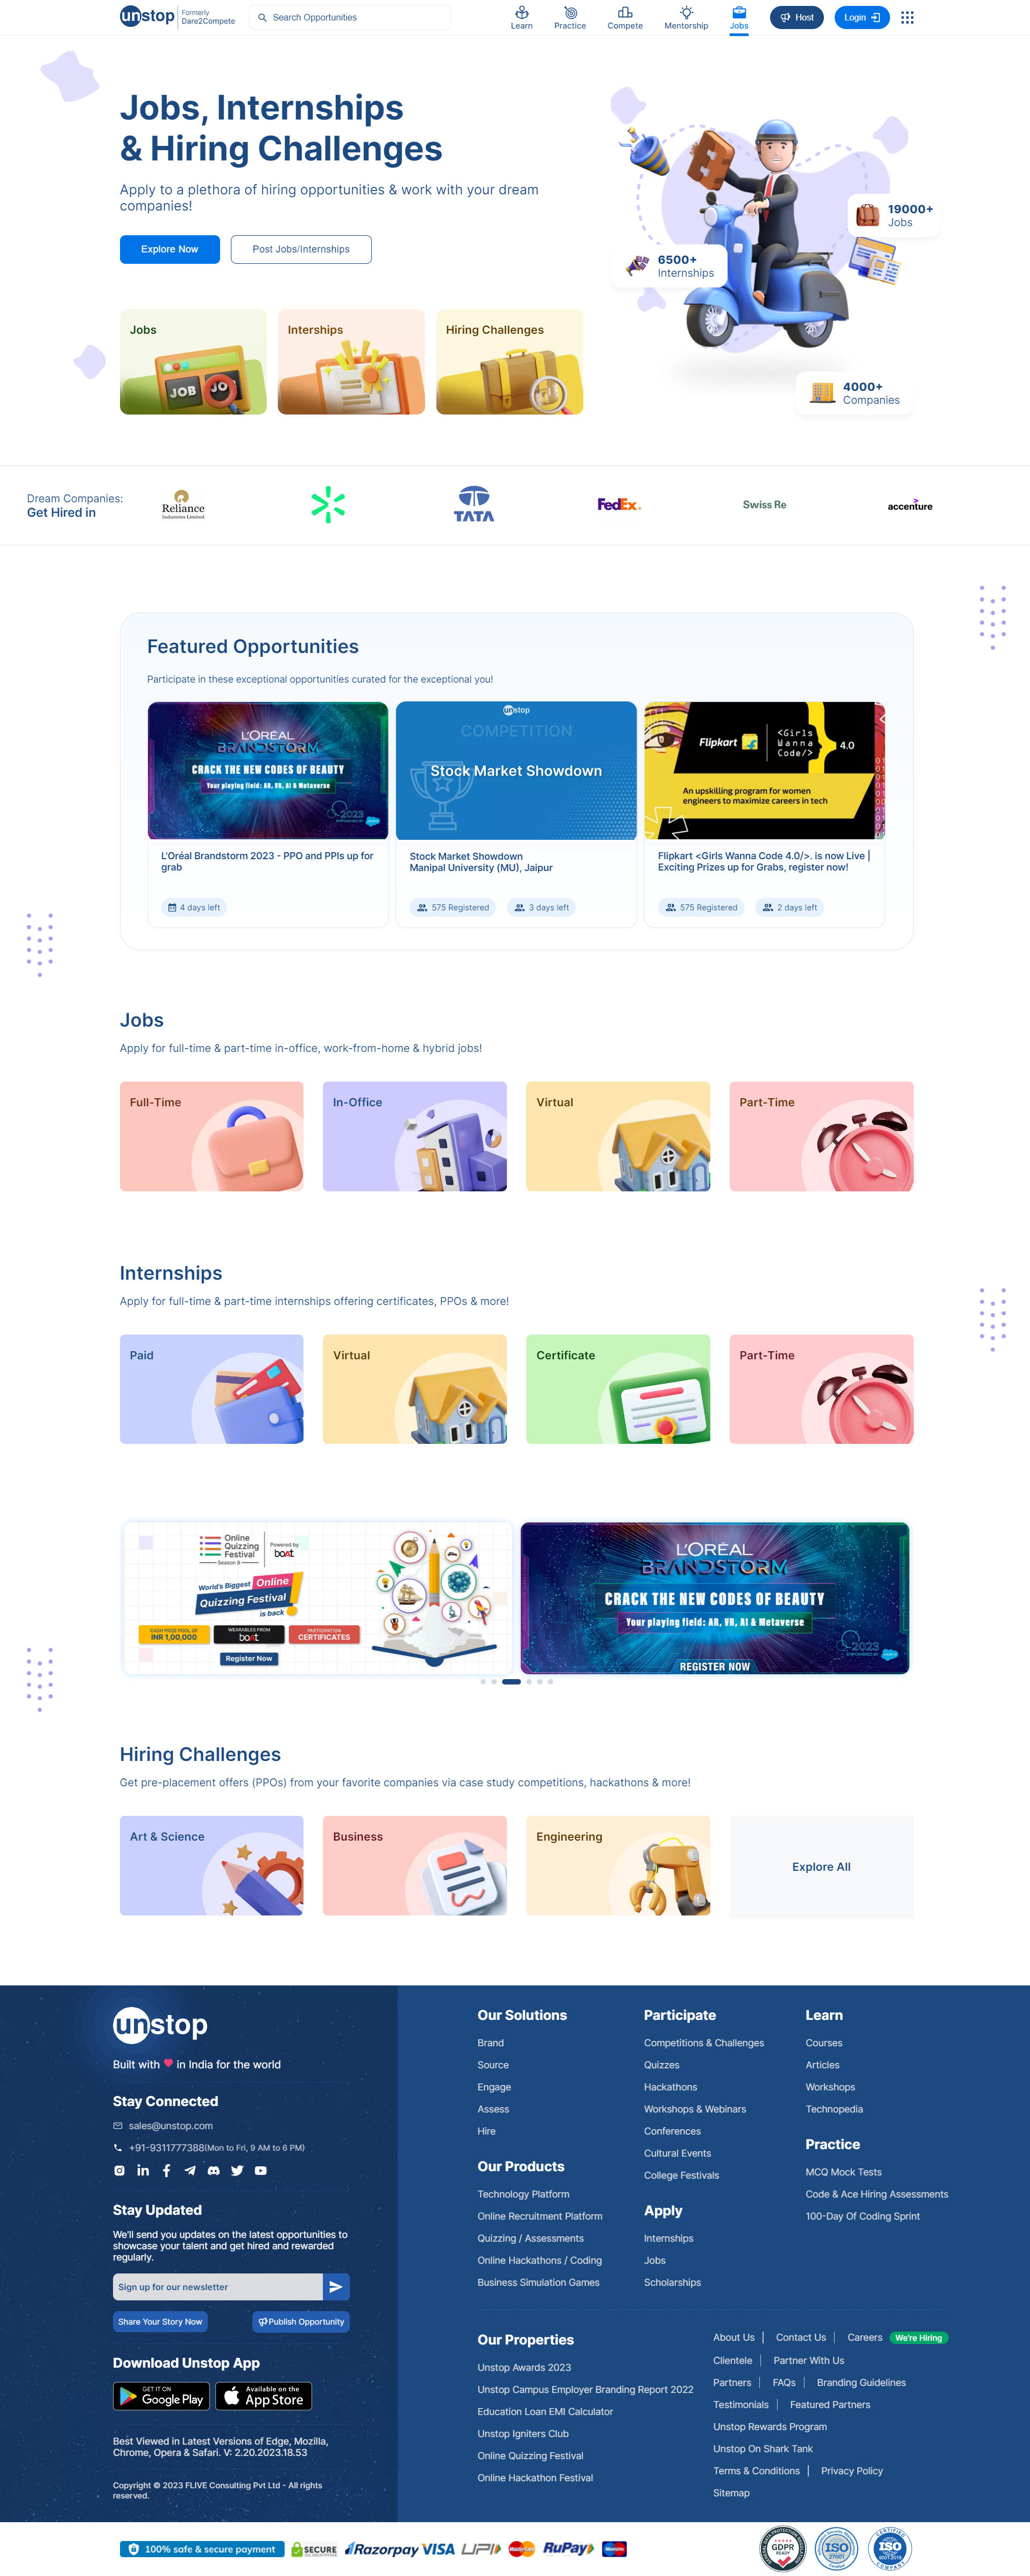 unstop
Formerly
Dare2Compete
Search Opportunities
Learn
Practice
Compete
Mentorship
Jobs
Host
Login
Jobs, Internships
& Hiring Challenges
Apply to a plethora of hiring opportunities & work with your dream
companies!
Explore Now
Post Jobs/Internships
19000+
Jobs
6500+
Internships
4000+
Companies
Jobs
JOB
JO
Interships
Hiring Challenges
Dream Companies:
Get Hired in
Reliance
Industries Limited
TATA
FedEx
Swiss Re
accenture
Featured Opportunities
Participate in these exceptional opportunities curated for the exceptional you!
L'ORÉAL
BRANDSTORM
CRACK THE NEW CODES OF BEAUTY
Your playing field: AR, VR, AI & Metaverse
2023
L'Oréal Brandstorm 2023 - PPO and PPIs up for
grab
4 days left
unstop
COMPETITION
Stock Market Showdown
Stock Market Showdown
Manipal University (MU), Jaipur
575 Registered
3 days left
Flipkart
<Girls
Wanna
Code/>
4.0
An upskilling program for women
engineers to maximize careers in tech
Flipkart <Girls Wanna Code 4.0/>. is now Live |
Exciting Prizes up for Grabs, register now!
575 Registered
2 days left
Jobs
Apply for full-time & part-time in-office, work-from-home & hybrid jobs!
Full-Time
In-Office
Virtual
Part-Time
Internships
Apply for full-time & part-time internships offering certificates, PPOs & more!
Paid
Virtual
Certificate
Part-Time
Online
Quizzing
Festival
Season 8
Powered by
boAt
World's Biggest Online
Quizzing Festival
is back
CASH PRIZE POOL OF
INR 1,00,000
WEARABLES FROM
boAt
PARTICIPATION
CERTIFICATES
Register Now
L'ORÉAL
BRANDSTORM
CRACK THE NEW CODES OF BEAUTY
Your playing field: AR, VR, AI & Metaverse
2023
REGISTER NOW
Hiring Challenges
Get pre-placement offers (PPOs) from your favorite companies via case study competitions, hackathons & more!
Art & Science
Business
Engineering
Explore All
unstop
Built with in India for the world
Stay Connected
sales@unstop.com
+91-9311777388(Mon to Fri, 9 AM to 6 PM)
Stay Updated
We'll send you updates on the latest opportunities to
showcase your talent and get hired and rewarded
regularly.
Sign up for our newsletter
Share Your Story Now
Publish Opportunity
Download Unstop App
GET IT ON
Google Play
Available on the
App Store
Best Viewed in Latest Versions of Edge, Mozilla,
Chrome, Opera & Safari. V: 2.20.2023.18.53
Copyright © 2023 FLIVE Consulting Pvt Ltd - All rights
reserved.
Our Solutions
Brand
Source
Engage
Assess
Hire
Our Products
Technology Platform
Online Recruitment Platform
Quizzing / Assessments
Online Hackathons / Coding
Business Simulation Games
Participate
Competitions & Challenges
Quizzes
Hackathons
Workshops & Webinars
Conferences
Cultural Events
College Festivals
Apply
Internships
Jobs
Scholarships
Learn
Courses
Articles
Workshops
Technopedia
Practice
MCQ Mock Tests
Code & Ace Hiring Assessments
100-Day Of Coding Sprint
Our Properties
Unstop Awards 2023
Unstop Campus Employer Branding Report 2022
Education Loan EMI Calculator
Unstop Igniters Club
Online Quizzing Festival
Online Hackathon Festival
About Us
Contact Us
Careers
We're Hiring
Clientele
Partner With Us
Partners
FAQs
Branding Guidelines
Testimonials
Featured Partners
Unstop Rewards Program
Unstop On Shark Tank
Terms & Conditions
Privacy Policy
Sitemap
100% safe & secure payment
SECURE
Razorpay
VISA
UPI
MasterCard
RuPay
Maestro
GDPR
READY
ISO
27001
ISO
9001:2015